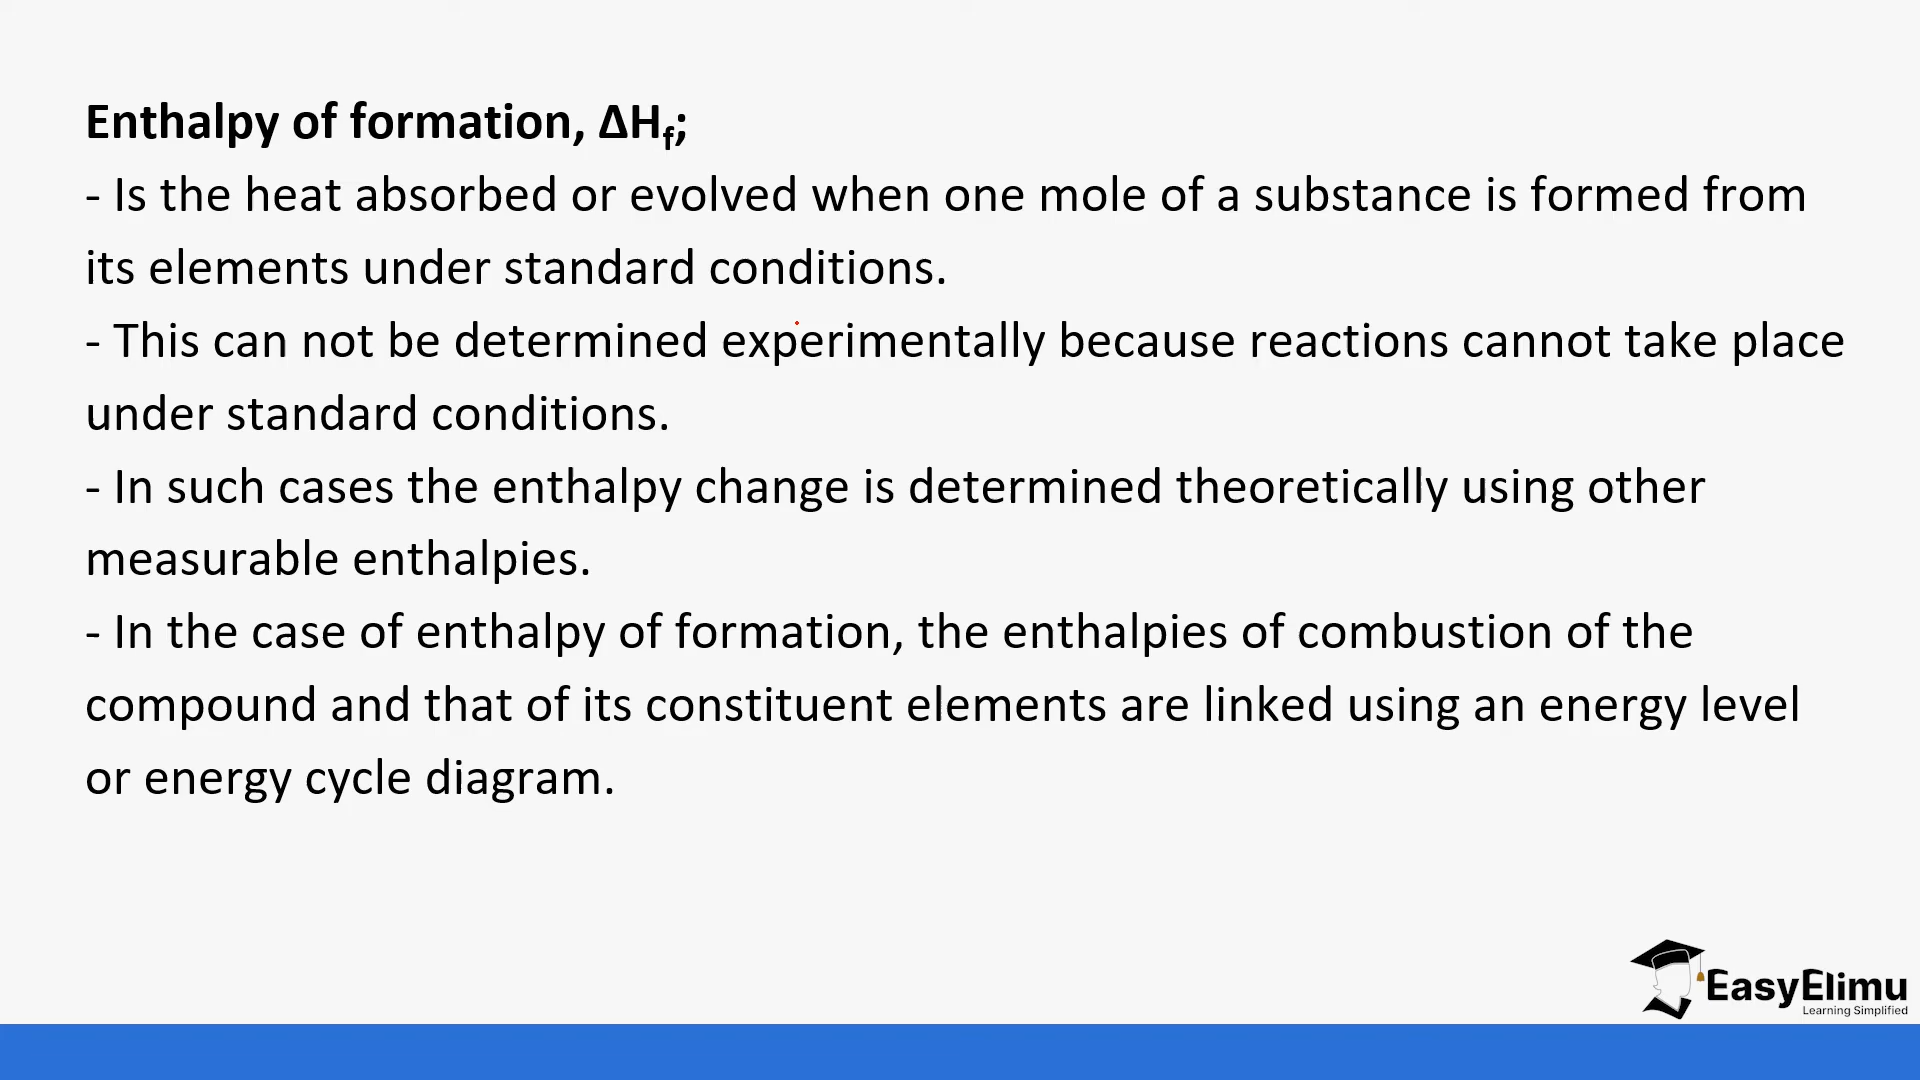 Enthalpy of formation, ΔHf;
- Is the heat absorbed or evolved when one mole of a substance is formed from
its elements under standard conditions.
- This can not be determined experimentally because reactions cannot take place
under standard conditions.
- In such cases the enthalpy change is determined theoretically using other
measurable enthalpies.
- In the case of enthalpy of formation, the enthalpies of combustion of the
compound and that of its constituent elements are linked using an energy level
or energy cycle diagram.
EasyElimu
Learning Simplified